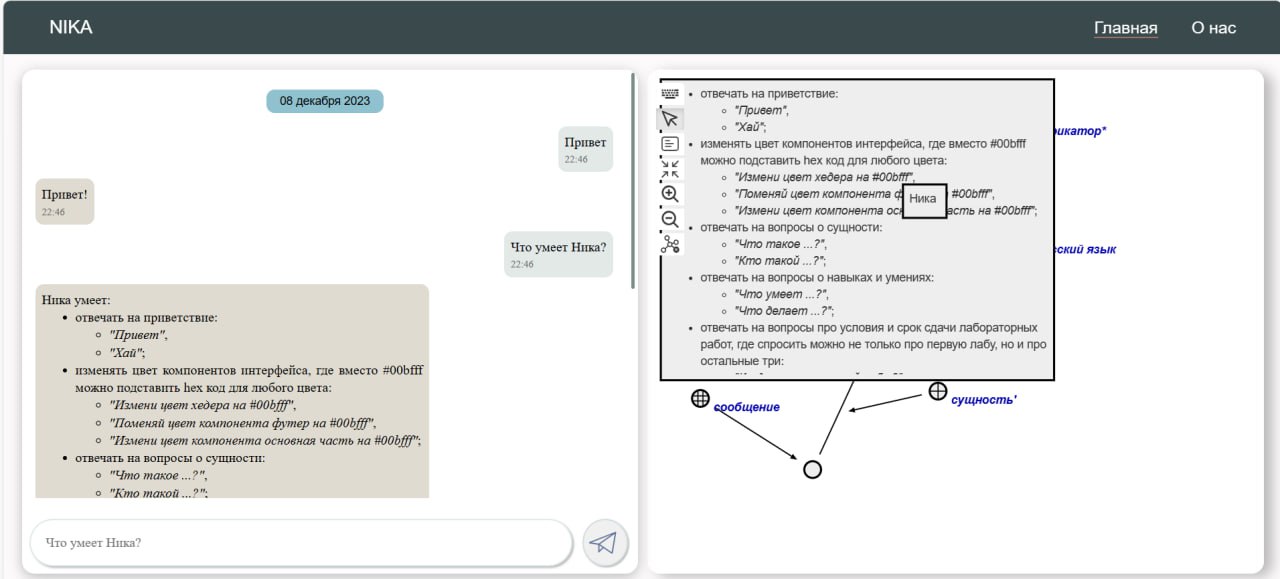 NIKA
Главная
О нас
08 декабря 2023
Привет
22:46
Привет!
22:46
Что умеет Ника?
22:46
Ника умеет:
отвечать на приветствие:
"Привет",
"Хай";
изменять цвет компонентов интерфейса, где вместо #00bfff
можно подставить hex код для любого цвета:
"Измени цвет хедера на #00bfff",
"Поменяй цвет компонента футер на #00bfff",
"Измени цвет компонента основная часть на #00bfff";
отвечать на вопросы о сущности:
"Что такое ...?",
"Кто такой ...?";
Что умеет Ника?
отвечать на приветствие:
"Привет",
"Хай";
изменять цвет компонентов интерфейса, где вместо #00bfff
можно подставить hex код для любого цвета:
"Измени цвет хедера на #00bfff",
"Поменяй цвет компонента ф #00bfff",
"Измени цвет компонента осн асть на #00bfff";
Ника
отвечать на вопросы о сущности:
"Что такое ...?",
"Кто такой ...?";
отвечать на вопросы о навыках и умениях:
"Что умеет ...?",
"Что делает ...?";
отвечать на вопросы про условия и срок сдачи лабораторных
работ, где спросить можно не только про первую лабу, но и про
остальные три:
рикатор*
сский язык
сообщение
сущность'